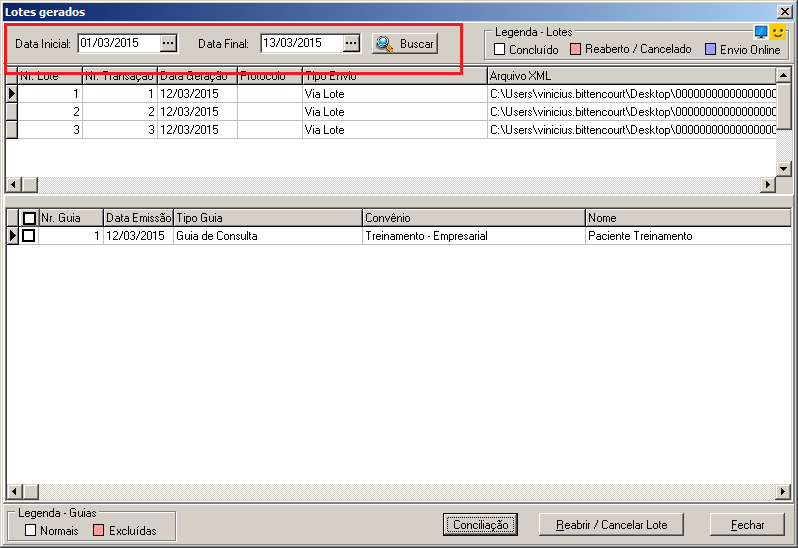 Lotes gerados
Data Inicial: 01/03/2015 ... Data Final: 13/03/2015 ... Buscar
Legenda - Lotes
Concluído Reaberto / Cancelado Envio Online
Nr. Lote Nr. Transação Data Geração Protocolo Tipo Envio Arquivo XML
1 1 12/03/2015 Via Lote C:\Users\vinicius.bittencourt\Desktop\00000000000000000
2 2 12/03/2015 Via Lote C:\Users\vinicius.bittencourt\Desktop\00000000000000000
3 3 12/03/2015 Via Lote C:\Users\vinicius.bittencourt\Desktop\00000000000000000
Nr. Guia Data Emissão Tipo Guia Convênio Nome
1 12/03/2015 Guia de Consulta Treinamento - Empresarial Paciente Treinamento
Legenda - Guias
Normais Excluídas
Conciliação Reabrir / Cancelar Lote Fechar